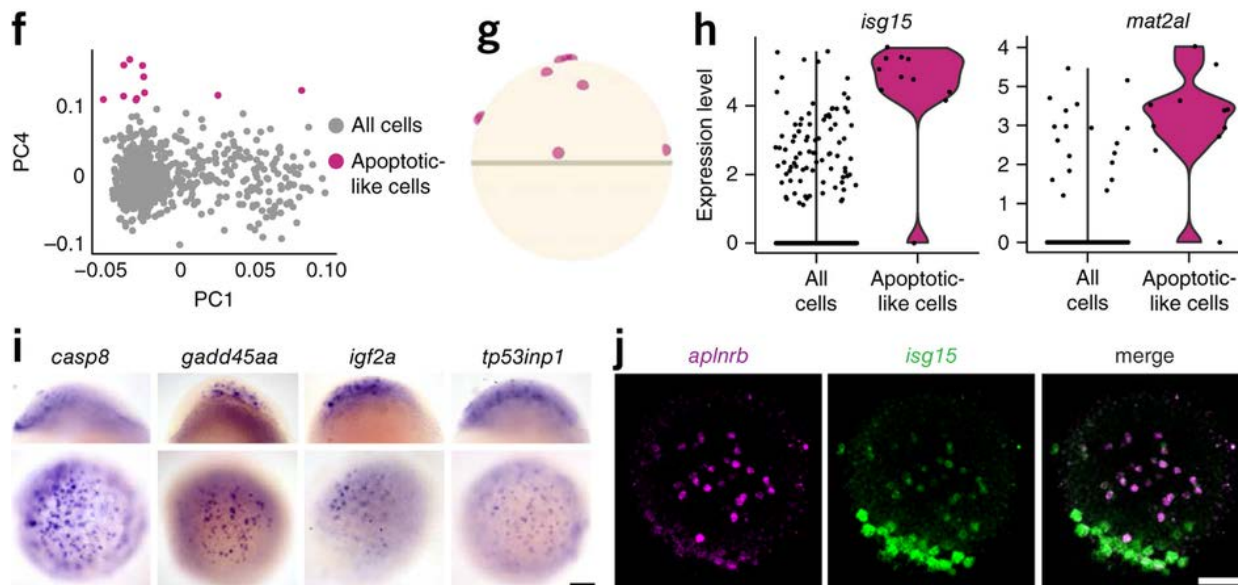 f
PC4
0.1
0
−0.1
−0.05
0
0.05
0.10
PC1
All cells
Apoptotic-
like cells
g
h
isg15
Expression level
4
2
0
All
cells
Apoptotic-
like cells
mat2al
4
5
4
3
2
1
0
All
cells
Apoptotic-
like cells
i
casp8
gadd45aa
igf2a
tp53inp1
j
aplnrb
isg15
merge